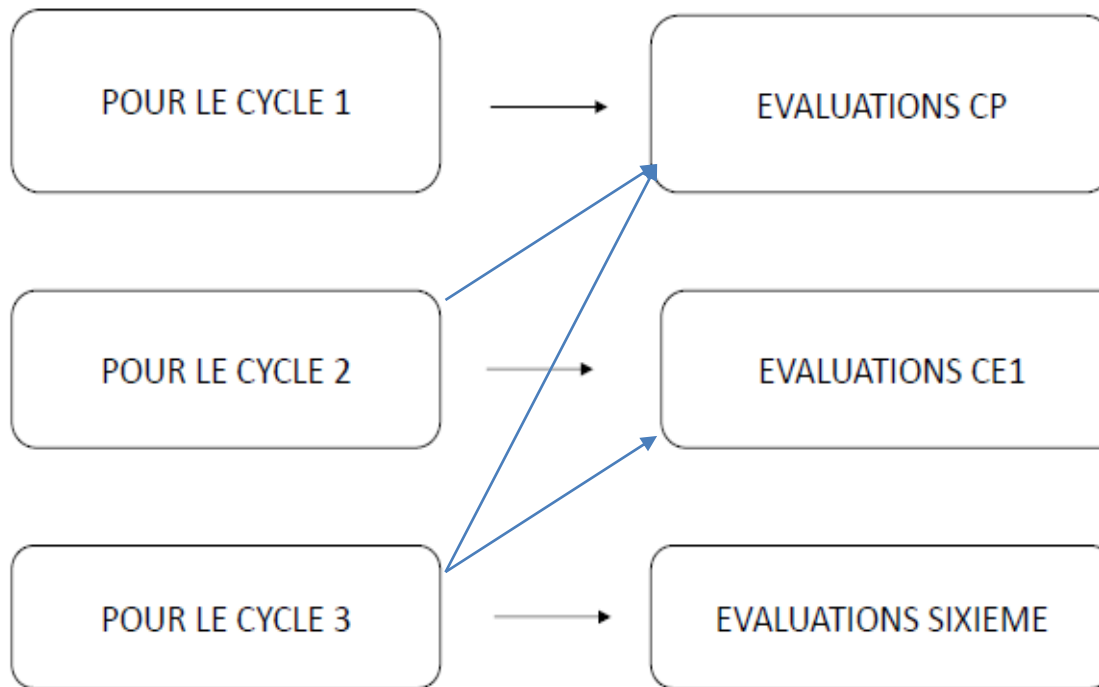 POUR LE CYCLE 1
EVALUATIONS CP
POUR LE CYCLE 2
EVALUATIONS CE1
POUR LE CYCLE 3
EVALUATIONS SIXIEME